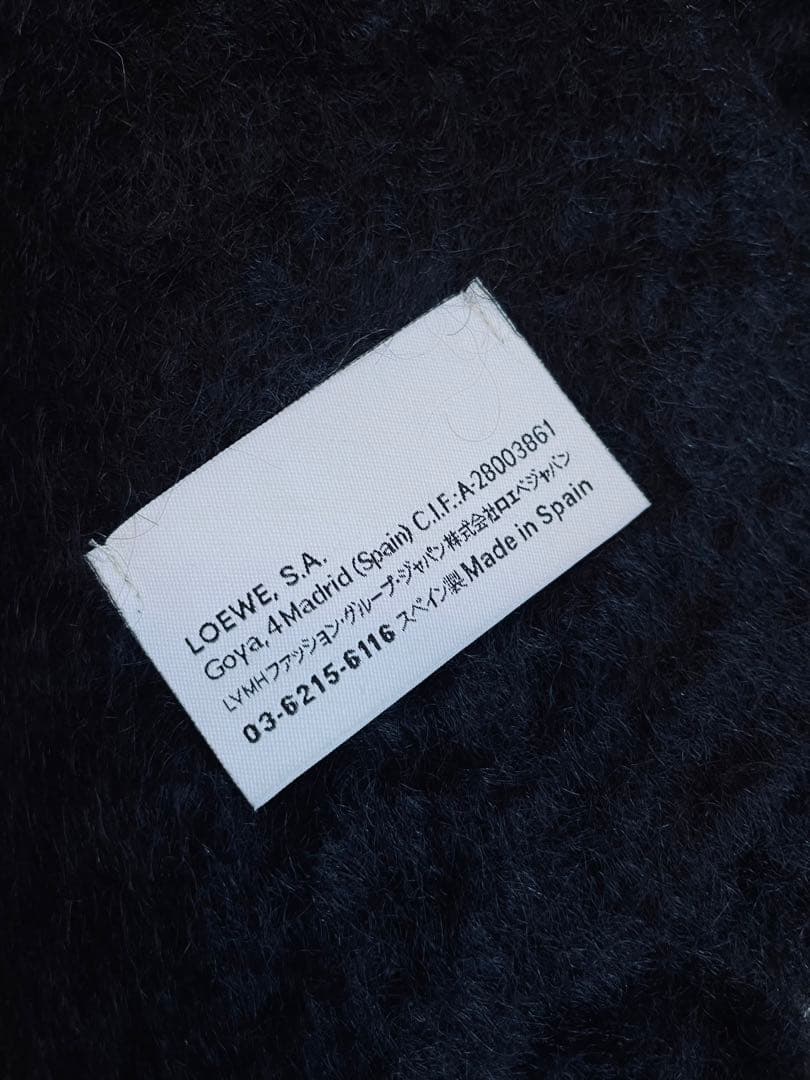 LOEWE, S.A.
Goya, 4 Madrid (Spain) C.I.F.:A-28003861
LVMHファッション・グループ・ジャパン株式会社ロエベジャパン
03-6215-6116 スペイン製 Made in Spain